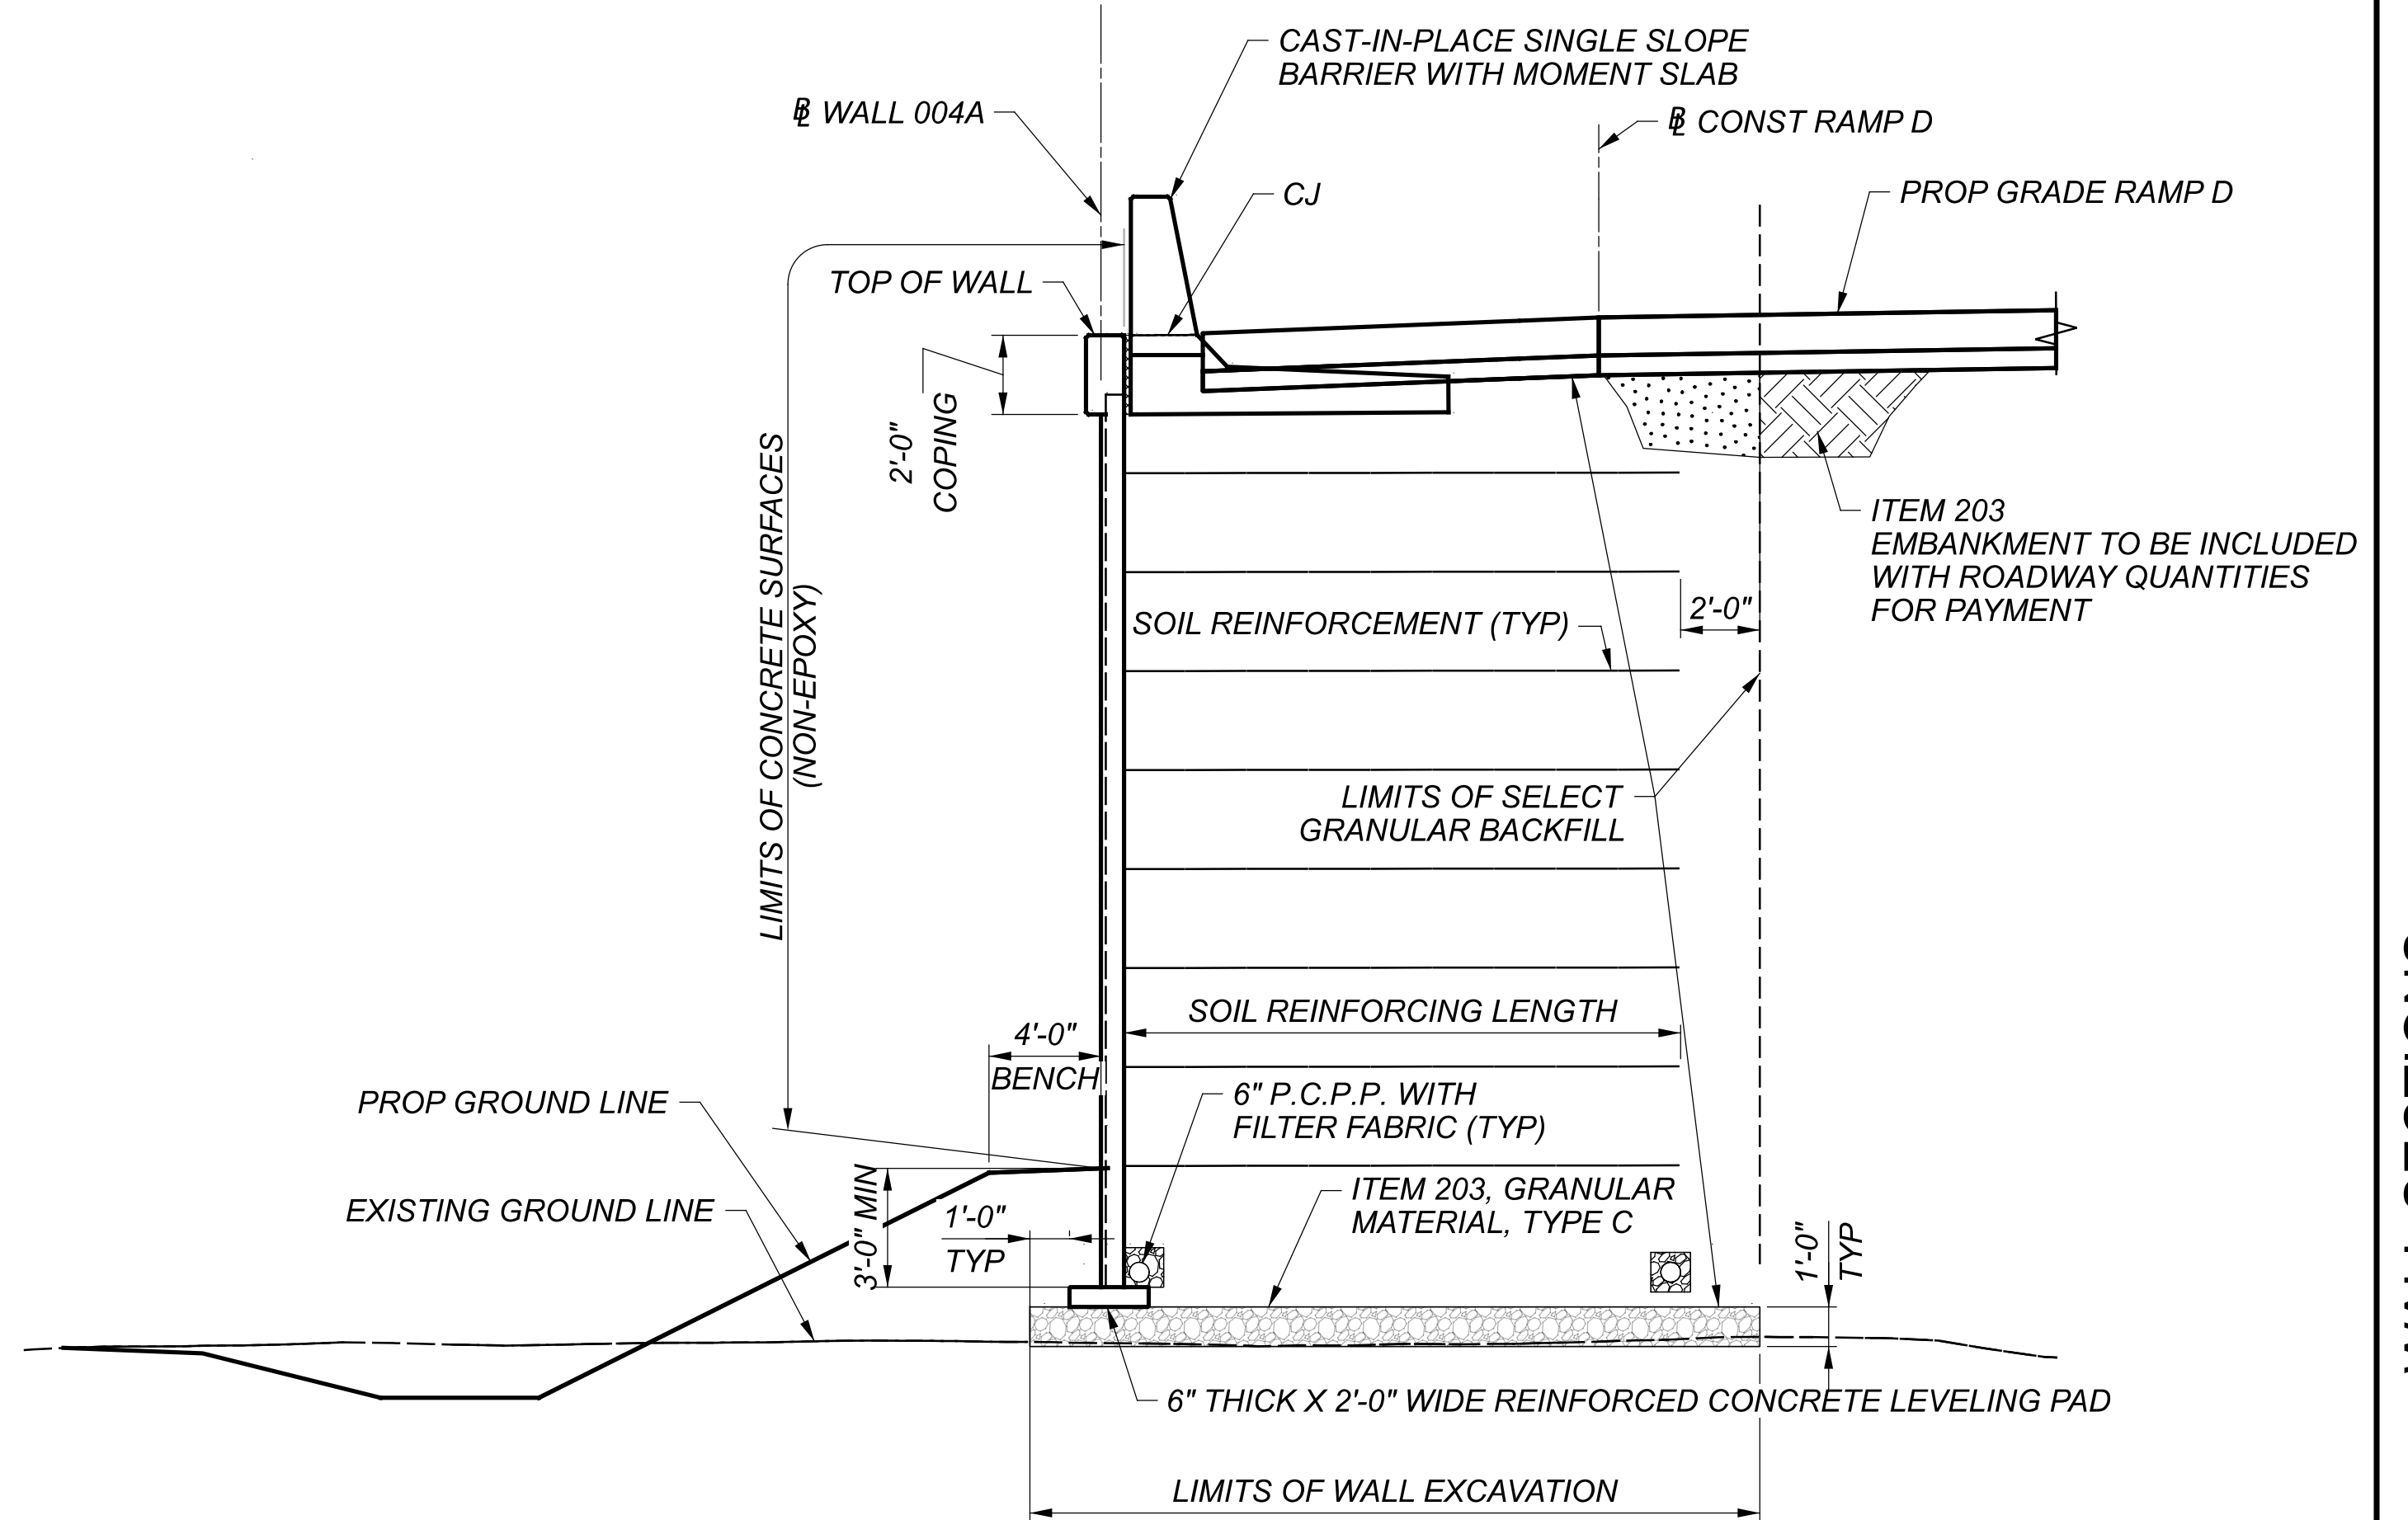 CAST-IN-PLACE SINGLE SLOPE
BARRIER WITH MOMENT SLAB
℄ WALL 004A
℄ CONST RAMP D
CJ
PROP GRADE RAMP D
TOP OF WALL
2'-0"
COPING
LIMITS OF CONCRETE SURFACES
(NON-EPOXY)
ITEM 203
EMBANKMENT TO BE INCLUDED
WITH ROADWAY QUANTITIES
FOR PAYMENT
SOIL REINFORCEMENT (TYP)
2'-0"
LIMITS OF SELECT
GRANULAR BACKFILL
SOIL REINFORCING LENGTH
4'-0"
BENCH
PROP GROUND LINE
6" P.C.P.P. WITH
FILTER FABRIC (TYP)
3'-0" MIN
EXISTING GROUND LINE
1'-0"
TYP
ITEM 203, GRANULAR
MATERIAL, TYPE C
1'-0"
TYP
6" THICK X 2'-0" WIDE REINFORCED CONCRETE LEVELING PAD
LIMITS OF WALL EXCAVATION